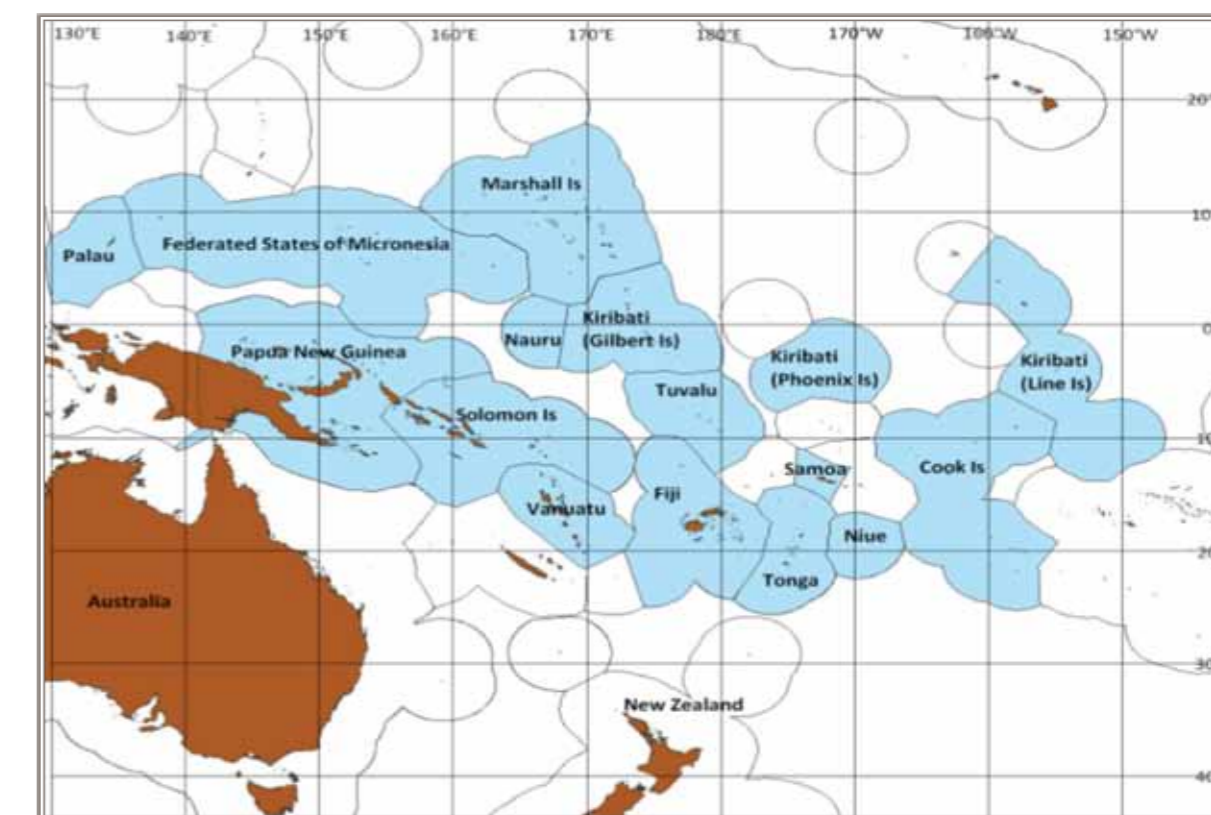 130°E 140°E 150°E 160°E 170°E 180°E 170°W 160°W 150°W
20°
Marshall Is
10
Federated States of Micronesia
Palau
0
Kiribati
(Gilbert Is)
Nauru
Papua New Guinea
Kiribati
(Phoenix Is)
Kiribati
(Line Is)
Tuvalu
Solomon Is
10
Samoa
Cook Is
Fiji
Vanuatu
Niue
20
Tonga
Australia
30
New Zealand
40